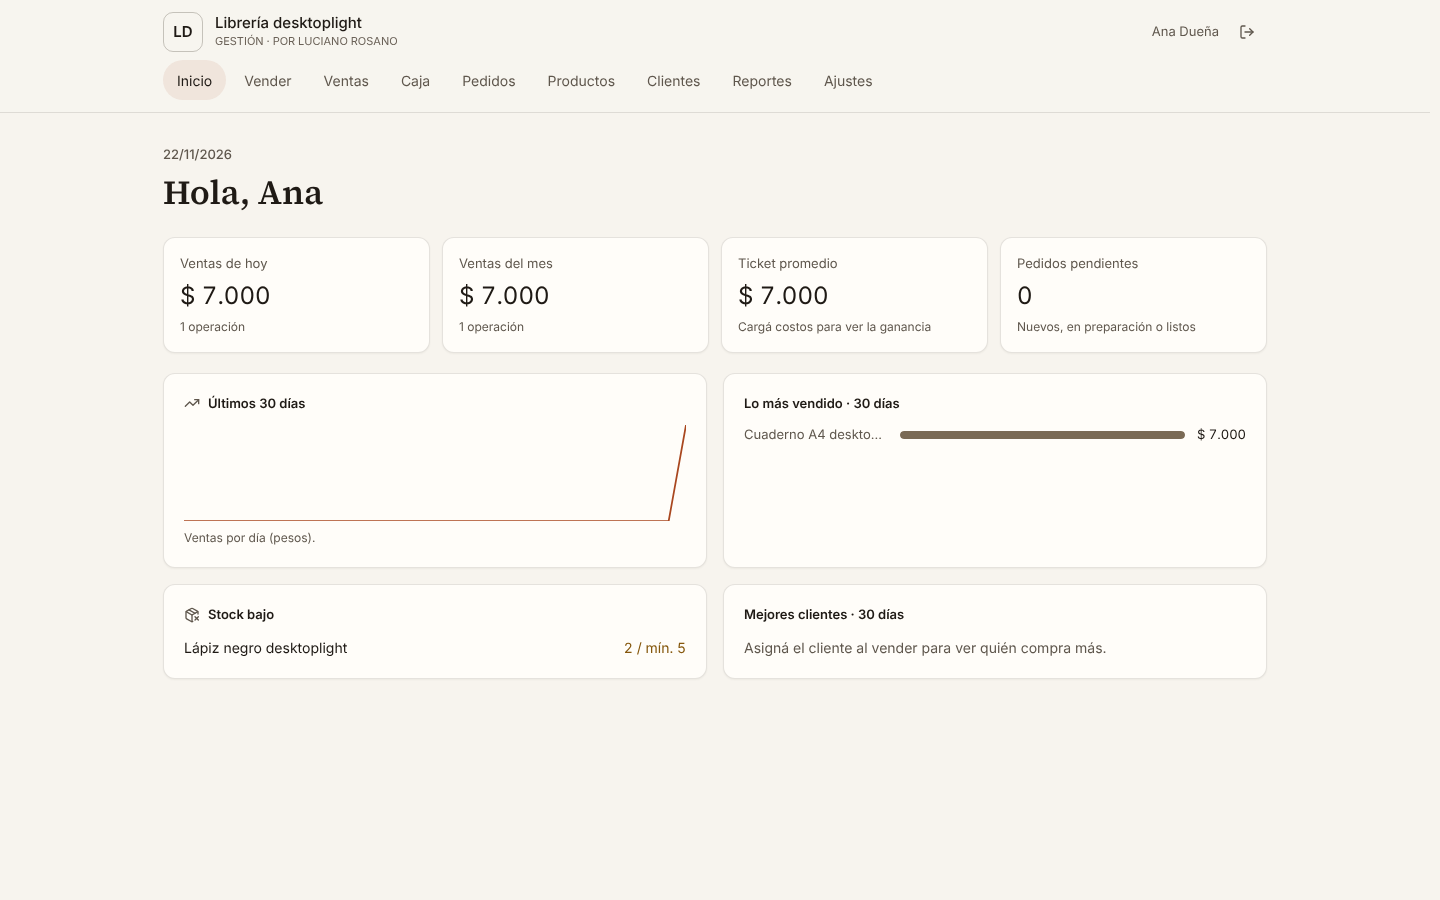 LD
Librería desktoplight
GESTIÓN · POR LUCIANO ROSANO
Ana Dueña
Inicio Vender Ventas Caja Pedidos Productos Clientes Reportes Ajustes
22/11/2026
Hola, Ana
Ventas de hoy
$ 7.000
1 operación
Ventas del mes
$ 7.000
1 operación
Ticket promedio
$ 7.000
Cargá costos para ver la ganancia
Pedidos pendientes
0
Nuevos, en preparación o listos
Últimos 30 días
Ventas por día (pesos).
Lo más vendido · 30 días
Cuaderno A4 deskto... $ 7.000
Stock bajo
Lápiz negro desktoplight 2 / mín. 5
Mejores clientes · 30 días
Asigná el cliente al vender para ver quién compra más.